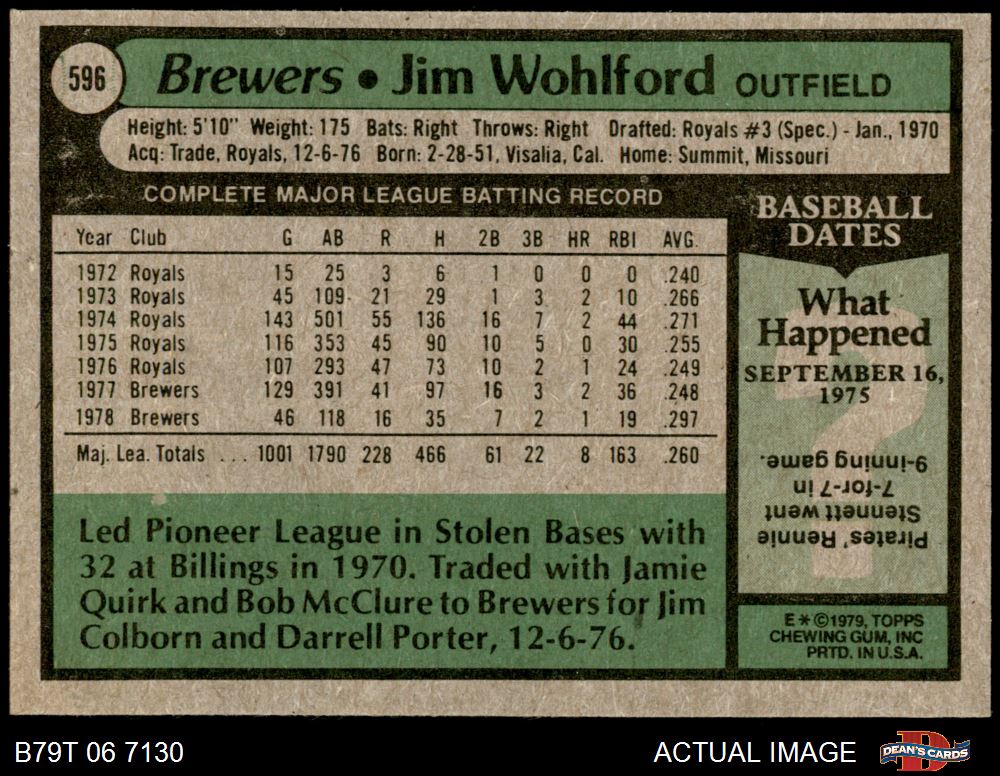 596
Brewers • Jim Wohlford OUTFIELD
Height: 5'10" Weight: 175 Bats: Right Throws: Right Drafted: Royals #3 (Spec.) - Jan., 1970
Acq: Trade, Royals, 12-6-76 Born: 2-28-51, Visalia, Cal. Home: Summit, Missouri
COMPLETE MAJOR LEAGUE BATTING RECORD
Year Club G AB R H 2B 3B HR RBI AVG.
1972 Royals 15 25 3 6 1 0 0 0 .240
1973 Royals 45 109 21 29 1 3 2 10 .266
1974 Royals 143 501 55 136 16 7 2 44 .271
1975 Royals 116 353 45 90 10 5 0 30 .255
1976 Royals 107 293 47 73 10 2 1 24 .249
1977 Brewers 129 391 41 97 16 3 2 36 .248
1978 Brewers 46 118 16 35 7 2 1 19 .297
Maj. Lea. Totals ... 1001 1790 228 466 61 22 8 163 .260
Led Pioneer League in Stolen Bases with
32 at Billings in 1970. Traded with Jamie
Quirk and Bob McClure to Brewers for Jim
Colborn and Darrell Porter, 12-6-76.
BASEBALL
DATES
What
Happened
SEPTEMBER 16,
1975
?
Pirates' Rennie
Stennett went
7-for-7 in
9-inning game.
E*©1979, TOPPS
CHEWING GUM, INC
PRTD. IN U.S.A.
B79T 06 7130
ACTUAL IMAGE
D
DEAN'S CARDS